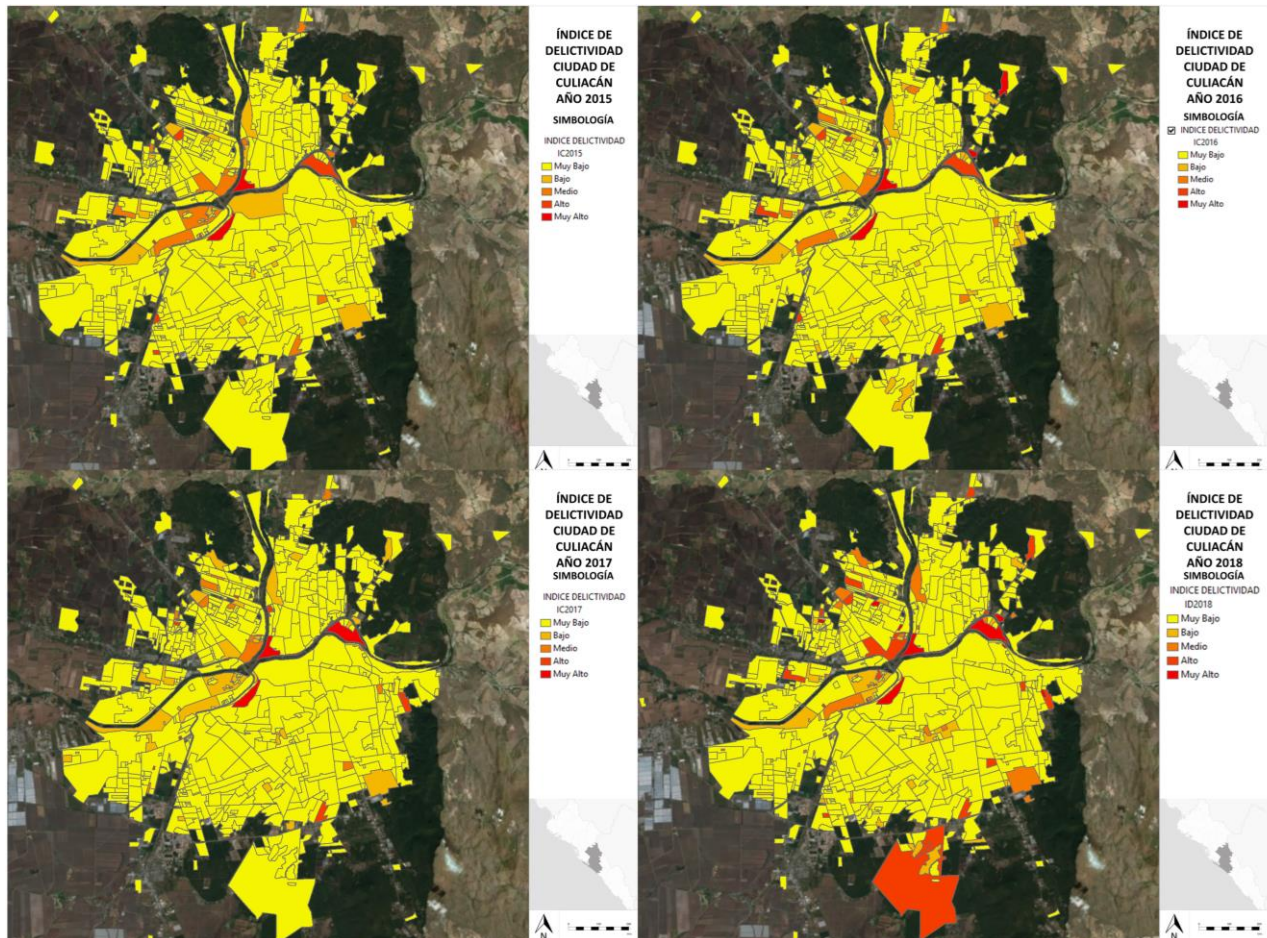 ÍNDICE DE
DELICTIVIDAD
CIUDAD DE
CULIACÁN
AÑO 2015
SIMBOLOGÍA
INDICE DELICTIVIDAD
IC2015
Muy Bajo
Bajo
Medio
Alto
Muy Alto
ÍNDICE DE
DELICTIVIDAD
CIUDAD DE
CULIACÁN
AÑO 2016
SIMBOLOGÍA
INDICE DELICTIVIDAD
IC2016
Muy Bajo
Bajo
Medio
Alto
Muy Alto
ÍNDICE DE
DELICTIVIDAD
CIUDAD DE
CULIACÁN
AÑO 2017
SIMBOLOGÍA
INDICE DELICTIVIDAD
IC2017
Muy Bajo
Bajo
Medio
Alto
Muy Alto
N
ÍNDICE DE
DELICTIVIDAD
CIUDAD DE
CULIACÁN
AÑO 2018
SIMBOLOGÍA
INDICE DELICTIVIDAD
ID2018
Muy Bajo
Bajo
Medio
Alto
Muy Alto
N